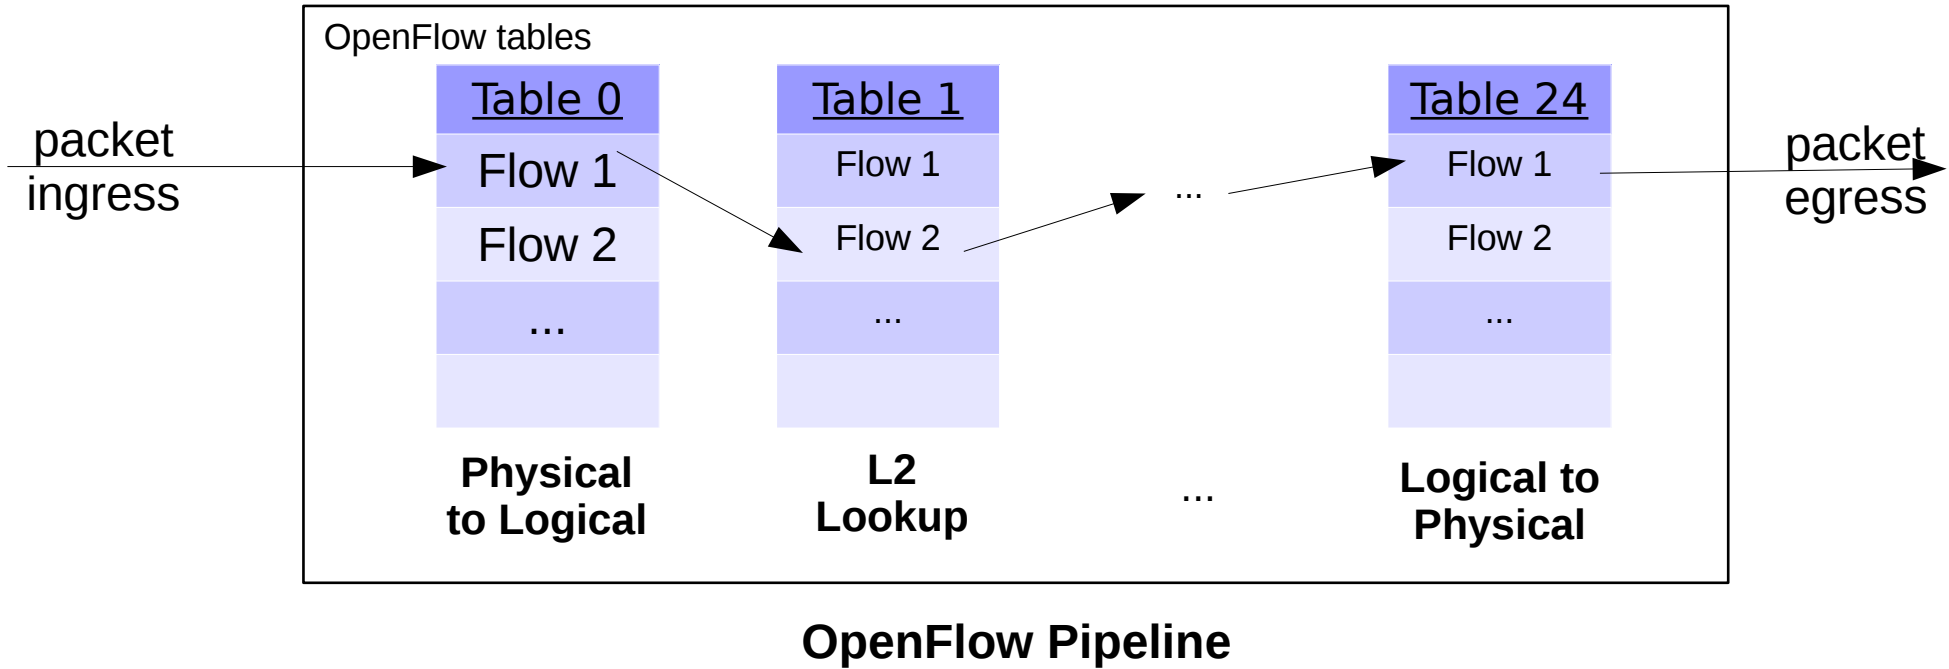 OpenFlow tables
packet
ingress
Table 0
Flow 1
Flow 2
...
Physical
to Logical
Table 1
Flow 1
Flow 2
...
L2
Lookup
...
...
Table 24
Flow 1
Flow 2
...
Logical to
Physical
packet
egress
OpenFlow Pipeline